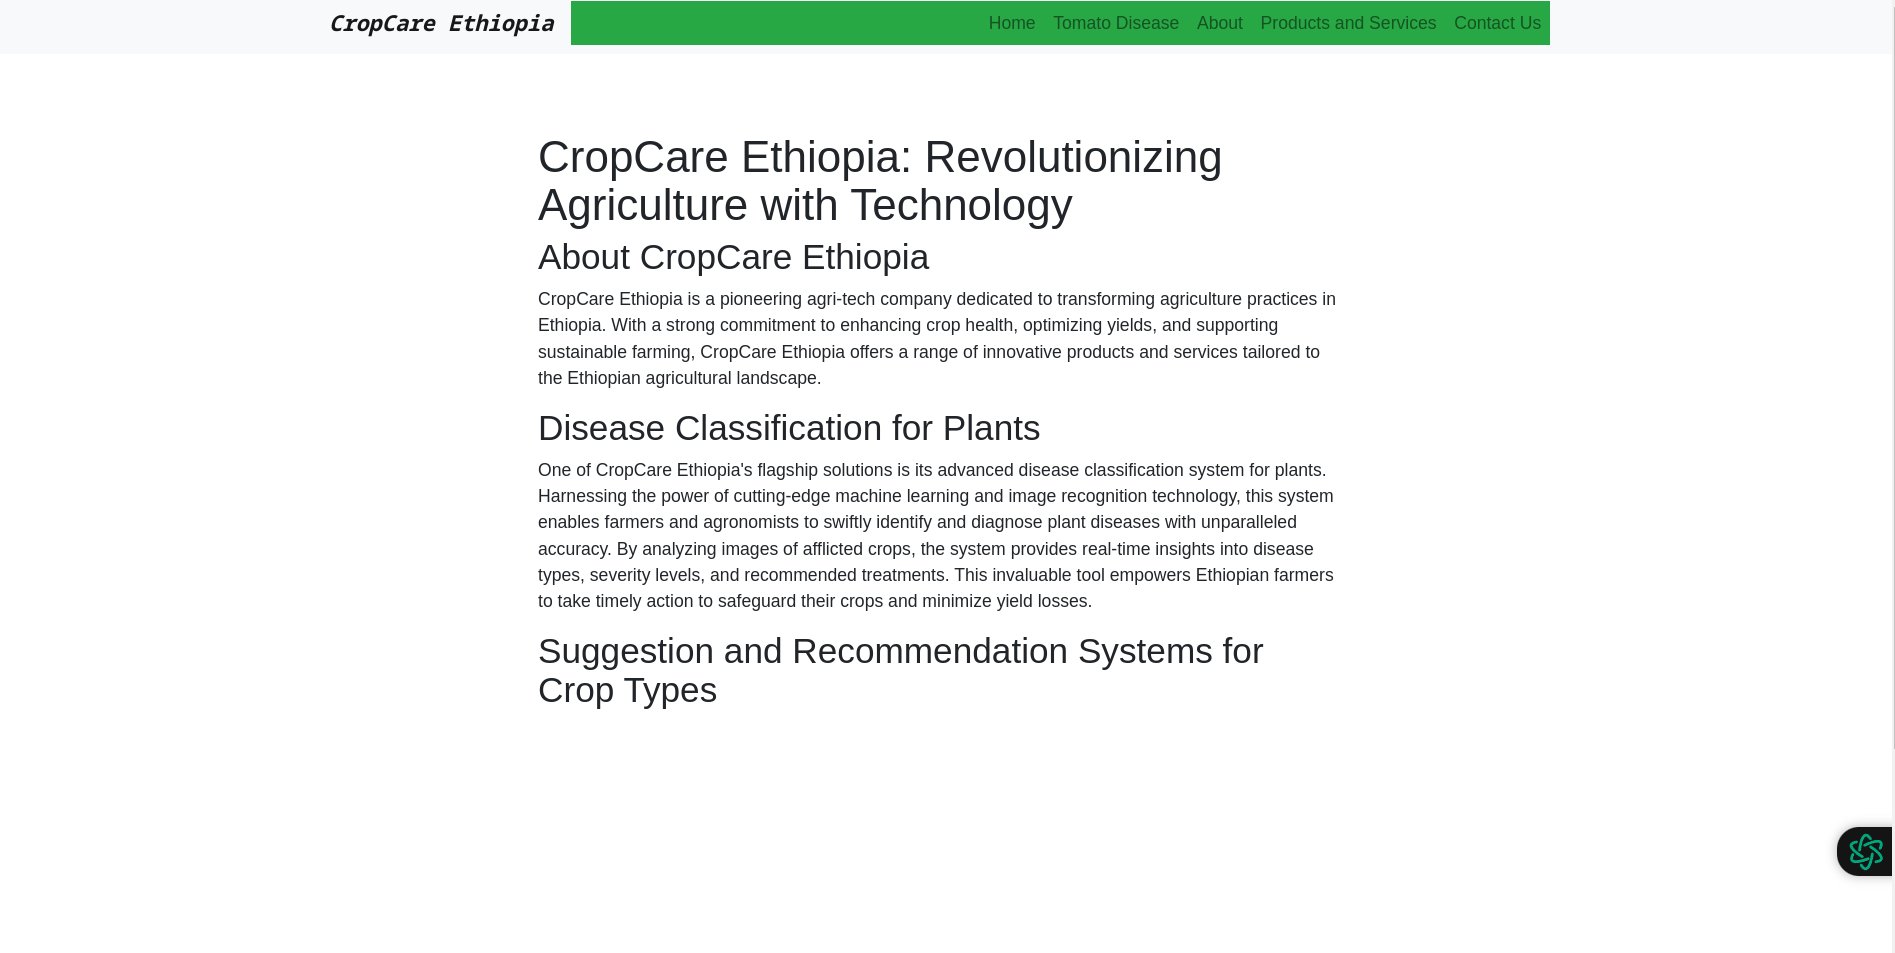 CropCare Ethiopia
Home Tomato Disease About Products and Services Contact Us
CropCare Ethiopia: Revolutionizing
Agriculture with Technology
About CropCare Ethiopia
CropCare Ethiopia is a pioneering agri-tech company dedicated to transforming agriculture practices in
Ethiopia. With a strong commitment to enhancing crop health, optimizing yields, and supporting
sustainable farming, CropCare Ethiopia offers a range of innovative products and services tailored to
the Ethiopian agricultural landscape.
Disease Classification for Plants
One of CropCare Ethiopia's flagship solutions is its advanced disease classification system for plants.
Harnessing the power of cutting-edge machine learning and image recognition technology, this system
enables farmers and agronomists to swiftly identify and diagnose plant diseases with unparalleled
accuracy. By analyzing images of afflicted crops, the system provides real-time insights into disease
types, severity levels, and recommended treatments. This invaluable tool empowers Ethiopian farmers
to take timely action to safeguard their crops and minimize yield losses.
Suggestion and Recommendation Systems for
Crop Types